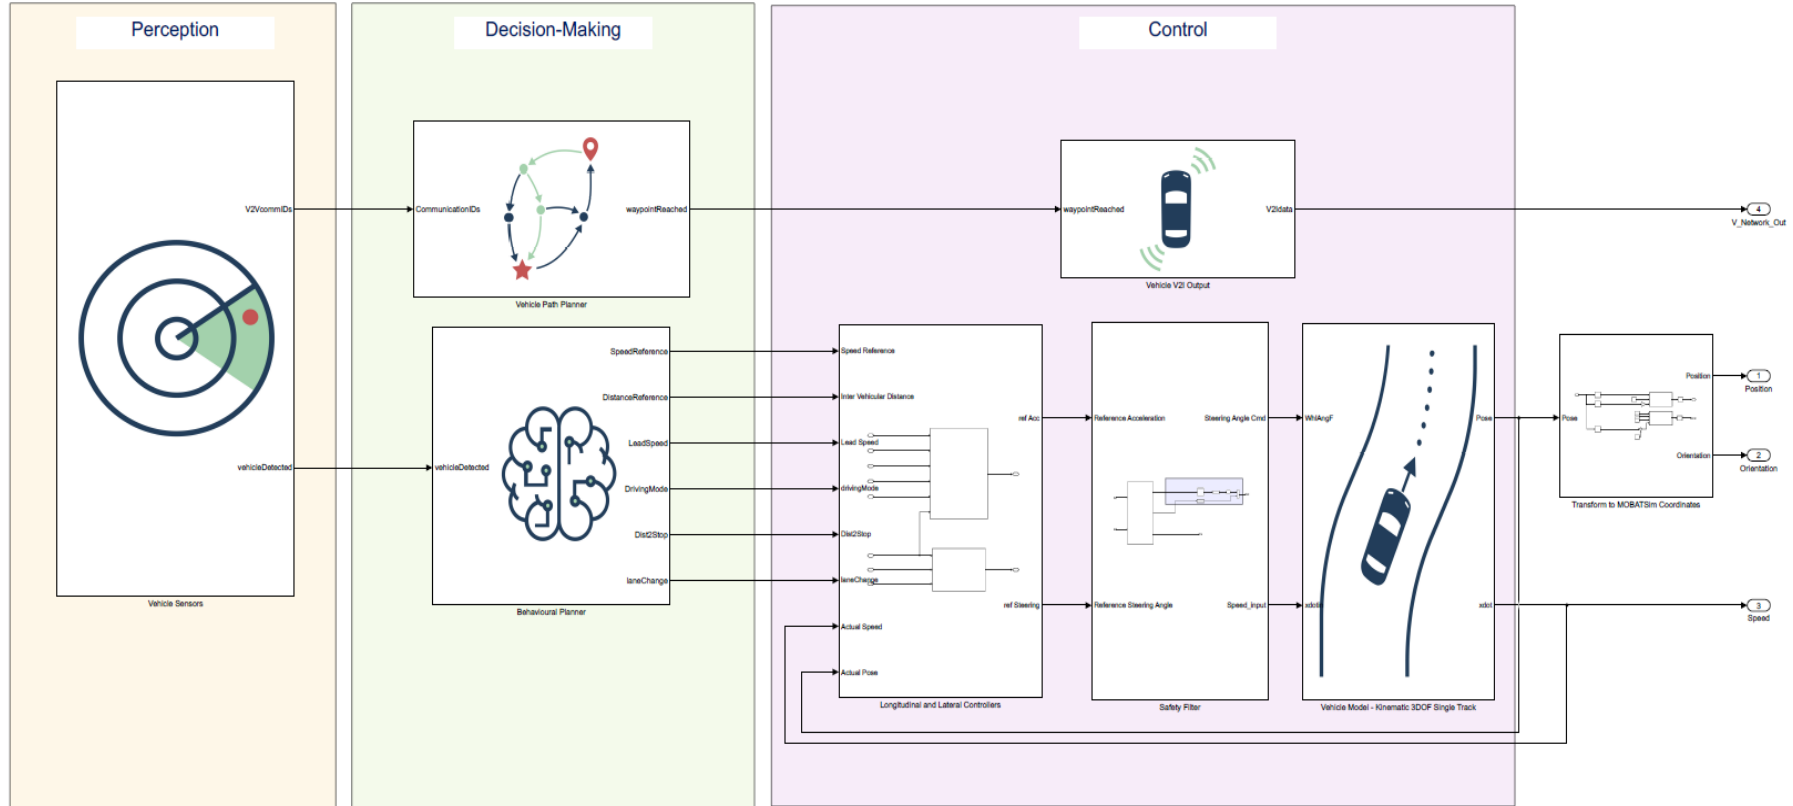 Perception
Decision-Making
Control
V2VcommIDs
vehicleDetected
Vehicle Sensors
CommunicationIDs
waypointReached
Vehicle Path Planner
vehicleDetected
SpeedReference
DistanceReference
LeadSpeed
DrivingMode
Dist2Stop
laneChange
Behavioural Planner
waypointReached
V2Idata
Vehicle V2I Output
Speed Reference
Inter Vehicular Distance
Lead Speed
drivingMode
Dist2Stop
laneChange
Actual Speed
Actual Pose
ref Acc
ref Steering
Longitudinal and Lateral Controllers
Reference Acceleration
Reference Steering Angle
Steering Angle Cmd
Speed_Input
Safety Filter
WhlAngF
Pose
xdot
Vehicle Model - Kinematic 3DOF Single Track
Pose
Position
Orientation
Transform to MOBATSim Coordinates
4
V_Network_Out
1
Position
2
Orientation
3
Speed